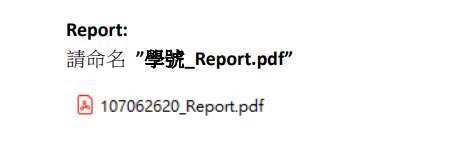 Report:
請命名 ”學號_Report.pdf”
107062620_Report.pdf